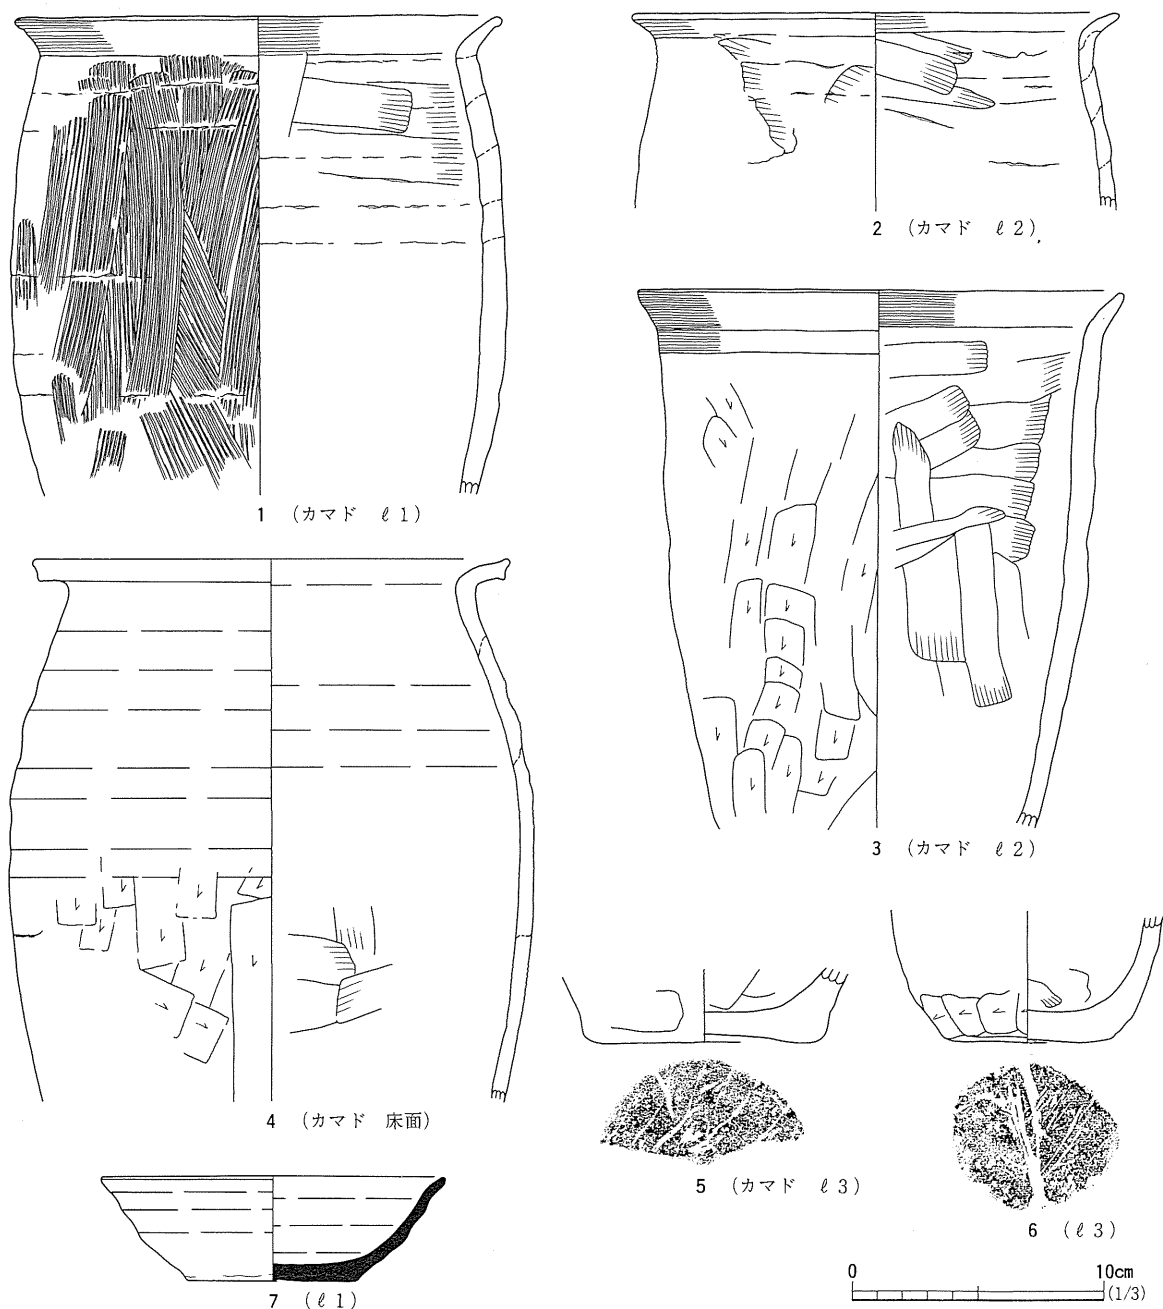 1 (カマド ℓ1)
2 (カマド ℓ2)
3 (カマド ℓ2)
4 (カマド 床面)
5 (カマド ℓ3)
6 (ℓ3)
7 (ℓ1)
0 10cm
(1/3)